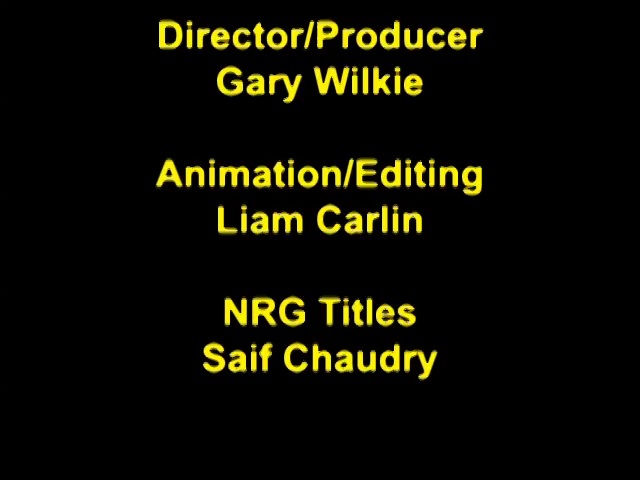 Director/Producer
Gary Wilkie
Animation/Editing
Liam Carlin
NRG Titles
Saif Chaudry